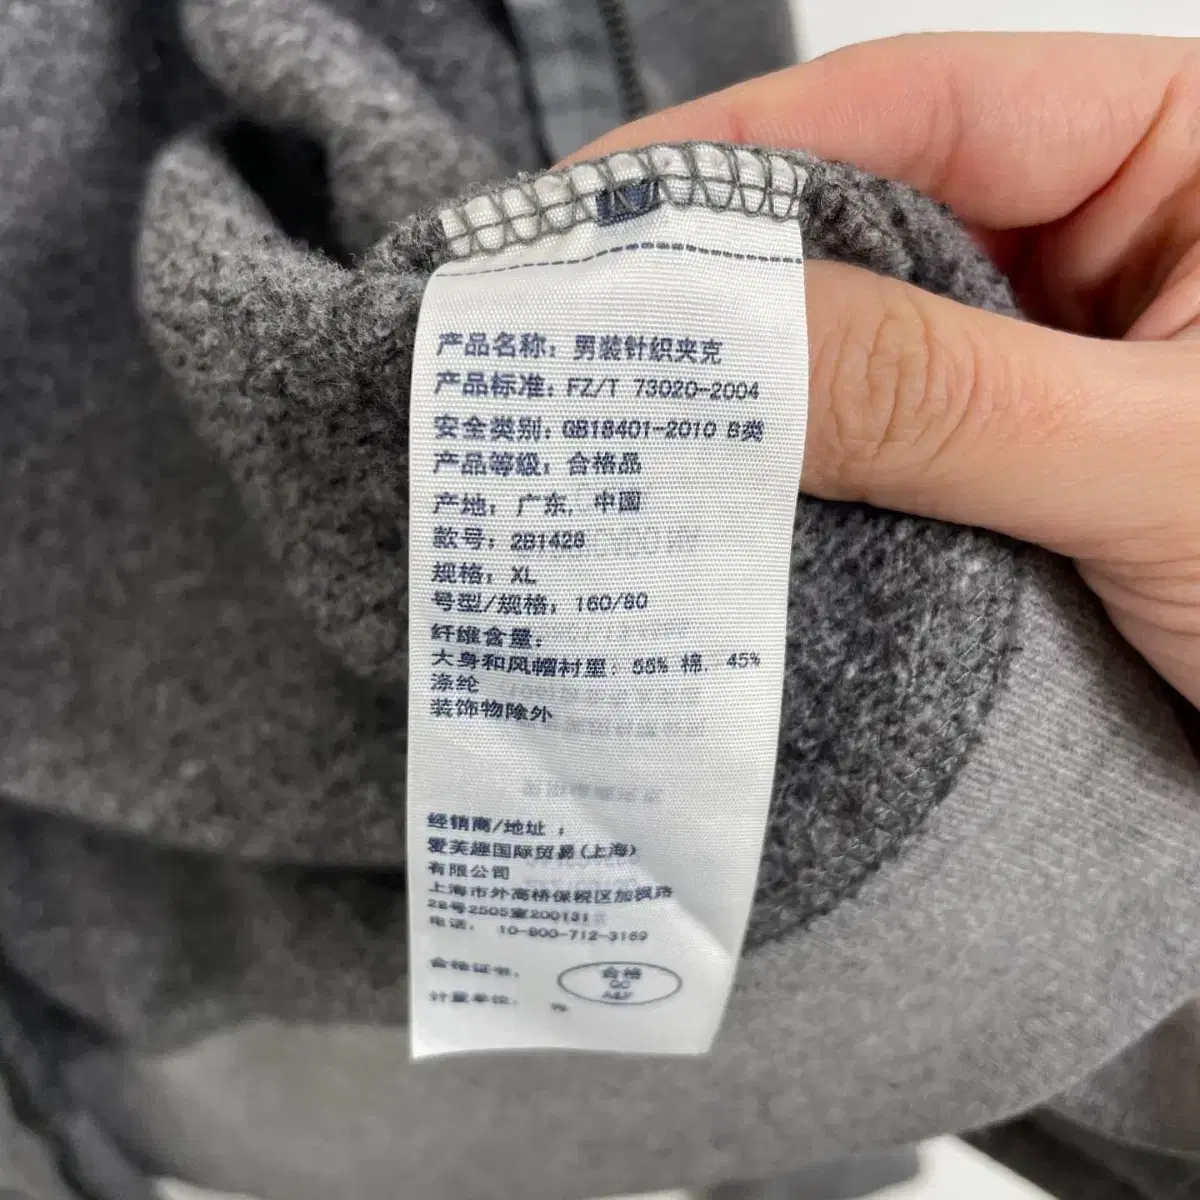 产品名称：男装针织夹克
产品标准：FZ/T 73020-2004
安全类别：GB18401-2010 B类
产品等级：合格品
产地：广东，中国
款号：2B1428
规格：XL
号型/规格：160/80
纤维含量：
大身和风帽衬里：55% 棉，45%
涤纶
装饰物除外
经销商/地址：
爱芙趣国际贸易(上海)
有限公司
上海市外高桥保税区加枫路
28号2505室200131
电话： 10-800-712-3169
合格证书：
合格
QC
A&F
计量单位：